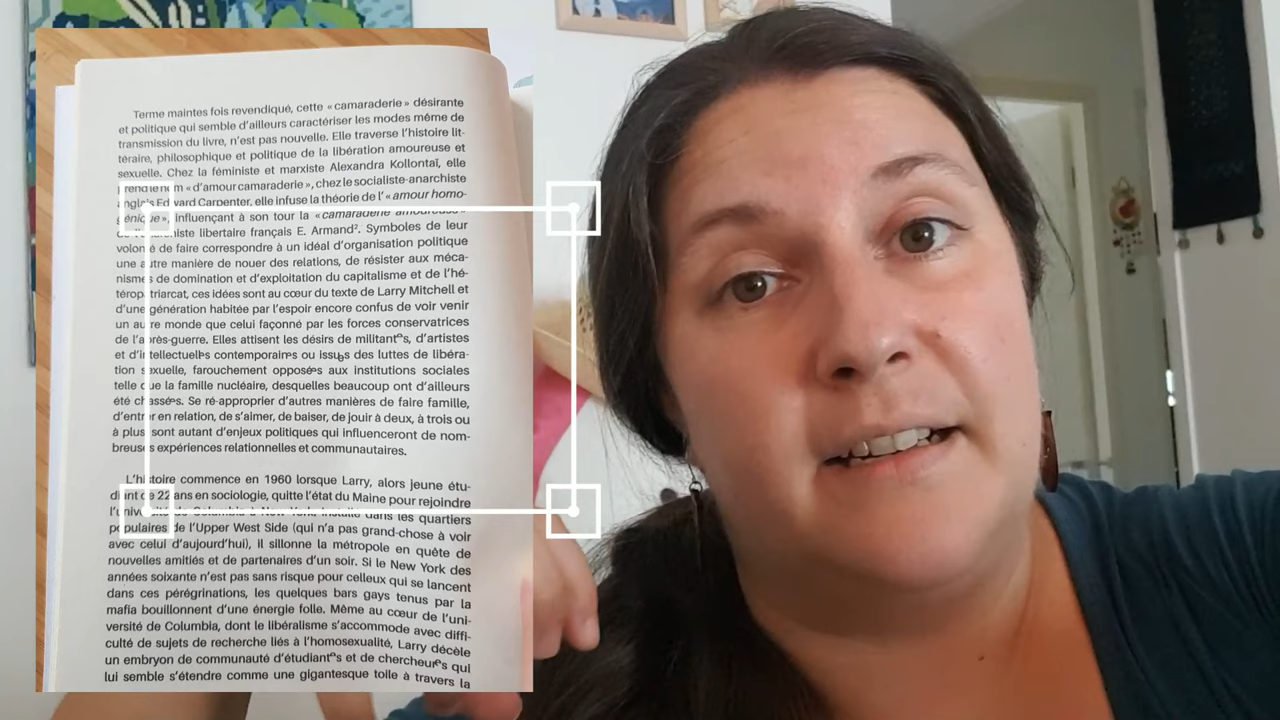 Terme maintes fois revendiqué, cette « camaraderie » désirante
et politique qui semble d'ailleurs caractériser les modes même de
transmission du livre, n'est pas nouvelle. Elle traverse l'histoire lit-
téraire, philosophique et politique de la libération amoureuse et
sexuelle. Chez la féministe et marxiste Alexandra Kollontaï, elle
prend le nom « d'amour camaraderie », chez le socialiste-anarchiste
anglais Edward Carpenter, elle infuse la théorie de l'« amour homo-
génique », influençant à son tour la « camaraderie amoureuse »
de l'anarchiste libertaire français E. Armand². Symboles de leur
volonté de faire correspondre à un idéal d'organisation politique
une autre manière de nouer des relations, de résister aux méca-
nismes de domination et d'exploitation du capitalisme et de l'hé-
téropatriarcat, ces idées sont au cœur du texte de Larry Mitchell et
d'une génération habitée par l'espoir encore confus de voir venir
un autre monde que celui façonné par les forces conservatrices
de l'après-guerre. Elles attisent les désirs de militantes, d'artistes
et d'intellectuells contemporaines ou issues des luttes de libéra-
tion sexuelle, farouchement opposées aux institutions sociales
telle que la famille nucléaire, desquelles beaucoup ont d'ailleurs
été chassées. Se ré-approprier d'autres manières de faire famille,
d'entrer en relation, de s'aimer, de baiser, de jouir à deux, à trois ou
à plus sont autant d'enjeux politiques qui influenceront de nom-
breuses expériences relationnelles et communautaires.
L'histoire commence en 1960 lorsque Larry, alors jeune étu-
diant de 22 ans en sociologie, quitte l'état du Maine pour rejoindre
l'université de Columbia à New York. Installé dans les quartiers
populaires de l'Upper West Side (qui n'a pas grand-chose à voir
avec celui d'aujourd'hui), il sillonne la métropole en quête de
nouvelles amitiés et de partenaires d'un soir. Si le New York des
années soixante n'est pas sans risque pour celleux qui se lancent
dans ces pérégrinations, les quelques bars gays tenus par la
mafia bouillonnent d'une énergie folle. Même au cœur de l'uni-
versité de Columbia, dont le libéralisme s'accommode avec diffi-
culté de sujets de recherche liés à l'homosexualité, Larry décèle
un embryon de communauté d'étudiantes et de chercheures qui
lui semble s'étendre comme une gigantesque toile à travers la